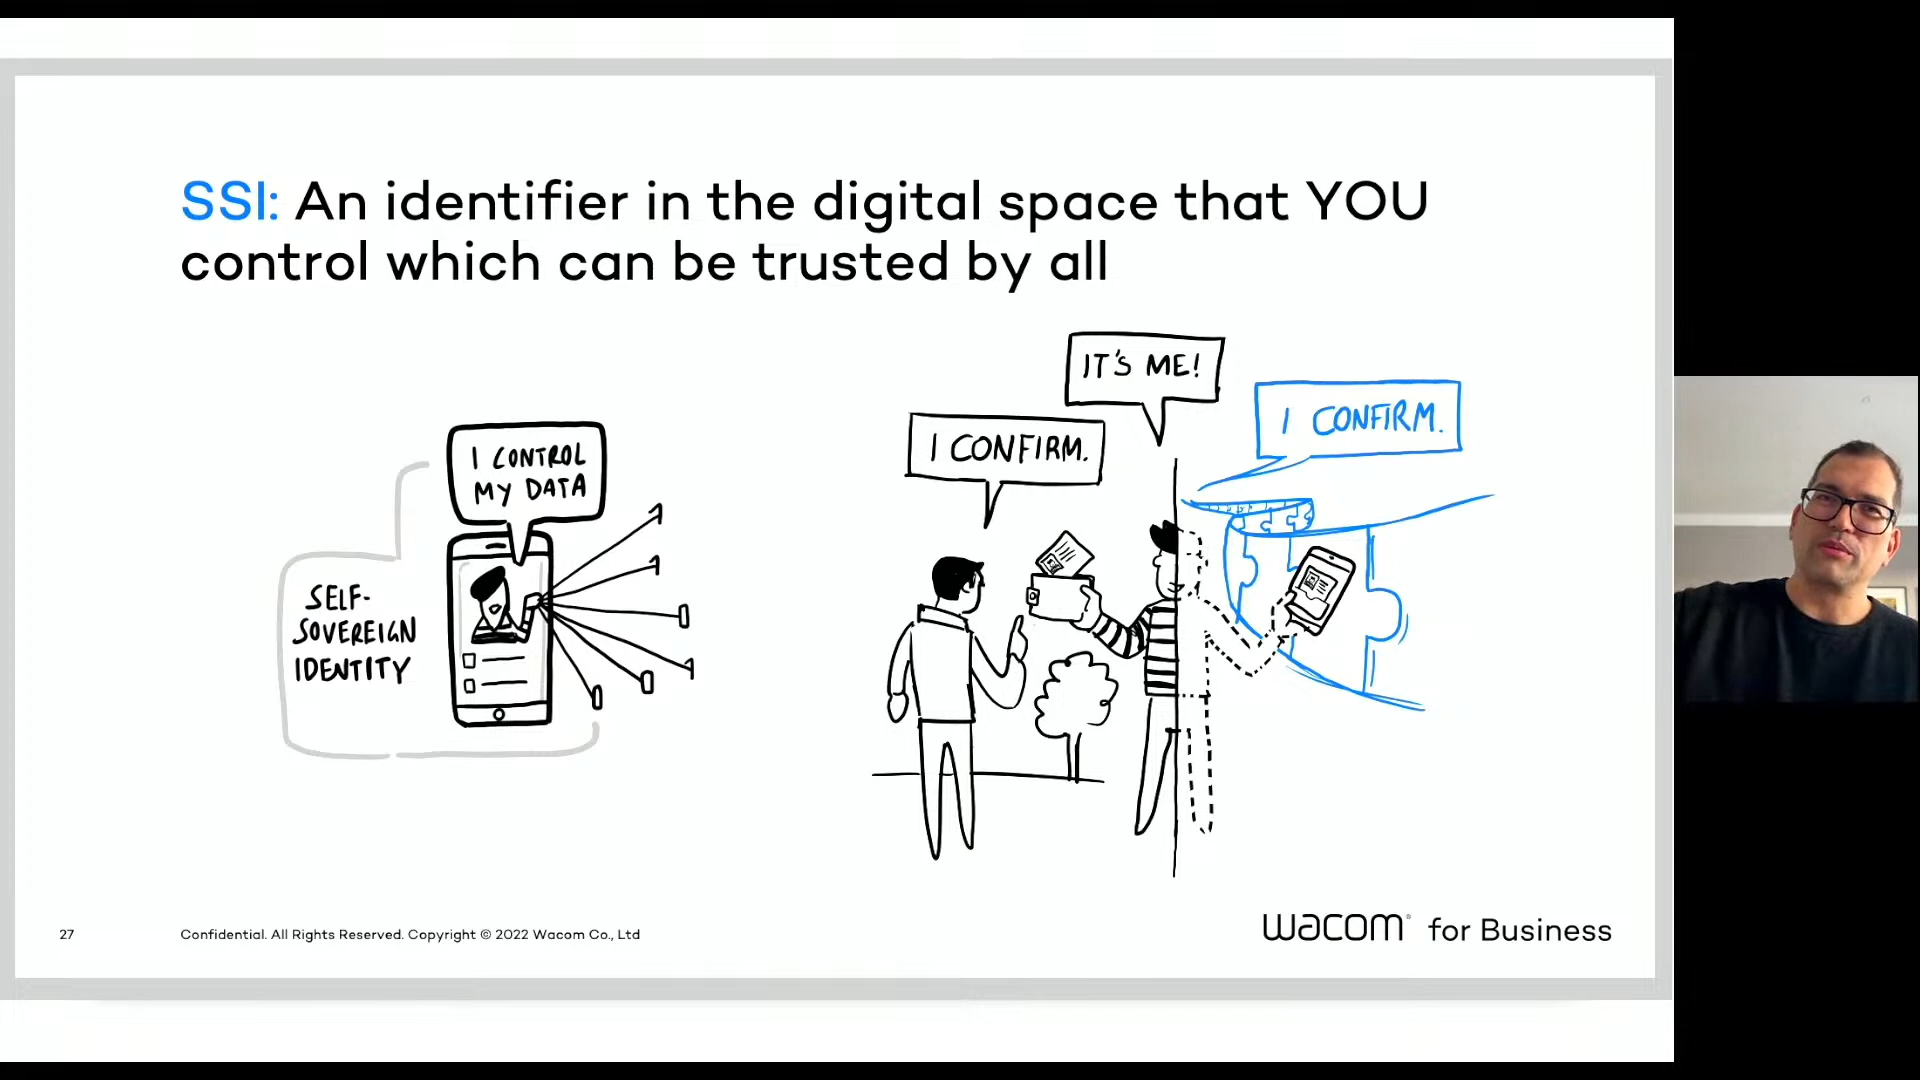 SSI: An identifier in the digital space that YOU
control which can be trusted by all
I CONTROL
MY DATA
SELF-
SOVEREIGN
IDENTITY
I CONFIRM.
IT'S ME!
I CONFIRM.
27
Confidential. All Rights Reserved. Copyright © 2022 Wacom Co., Ltd
wacom® for Business